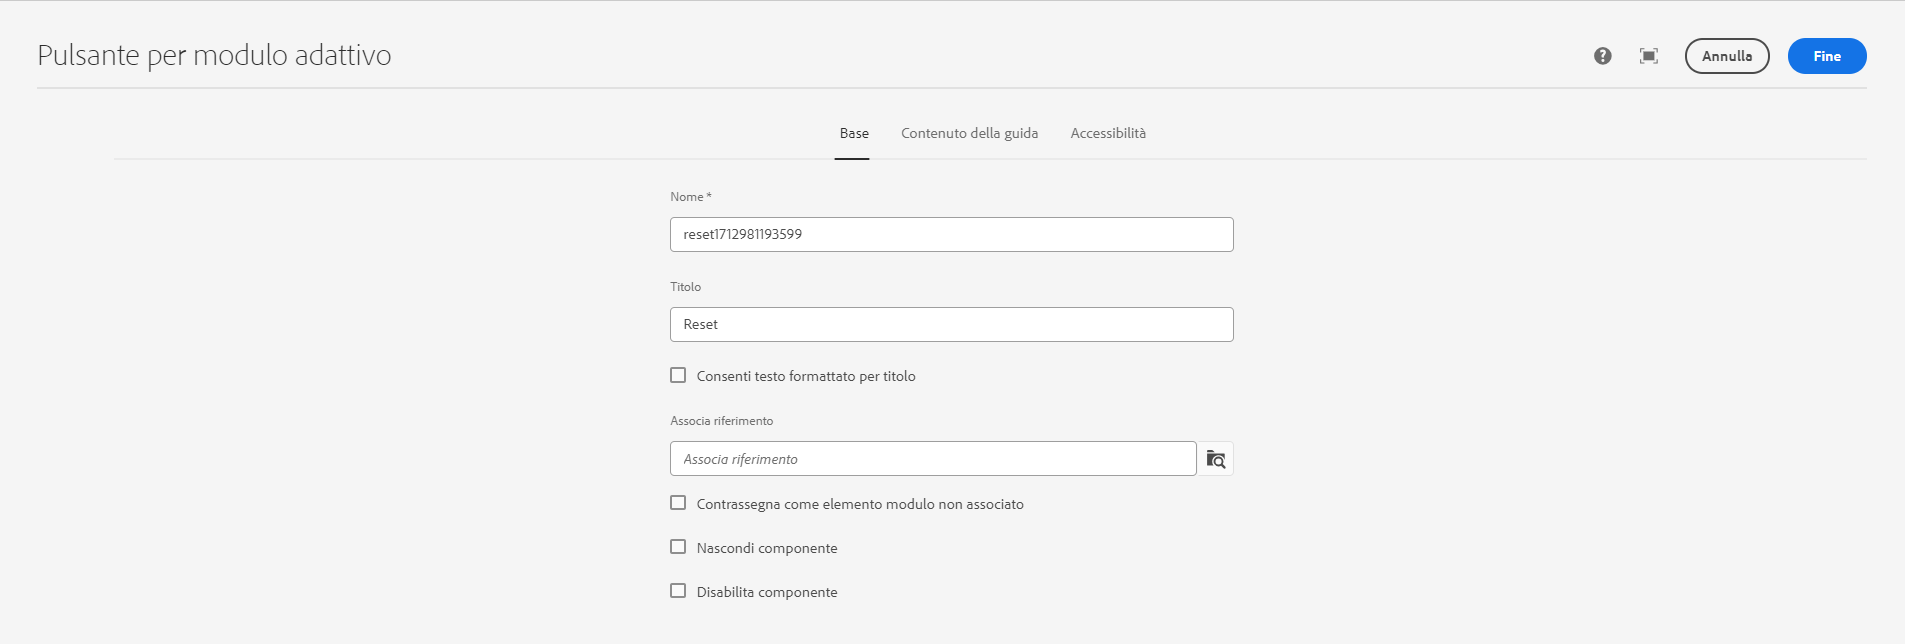 Pulsante per modulo adattivo
Annulla
Fine
Base
Contenuto della guida
Accessibilità
Nome *
reset1712981193599
Titolo
Reset
Consenti testo formattato per titolo
Associa riferimento
Associa riferimento
Contrassegna come elemento modulo non associato
Nascondi componente
Disabilita componente